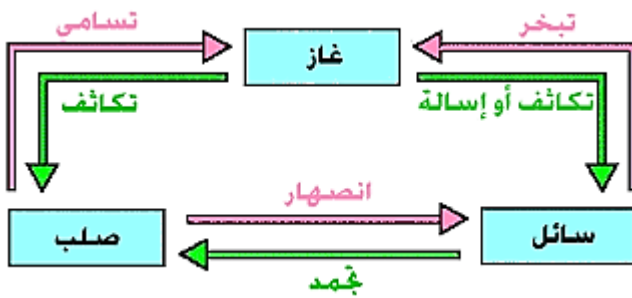 تسامي
تبخر
غاز
تكاثف
تكاثف أو إسالة
انصهار
صلب
سائل
تجمد